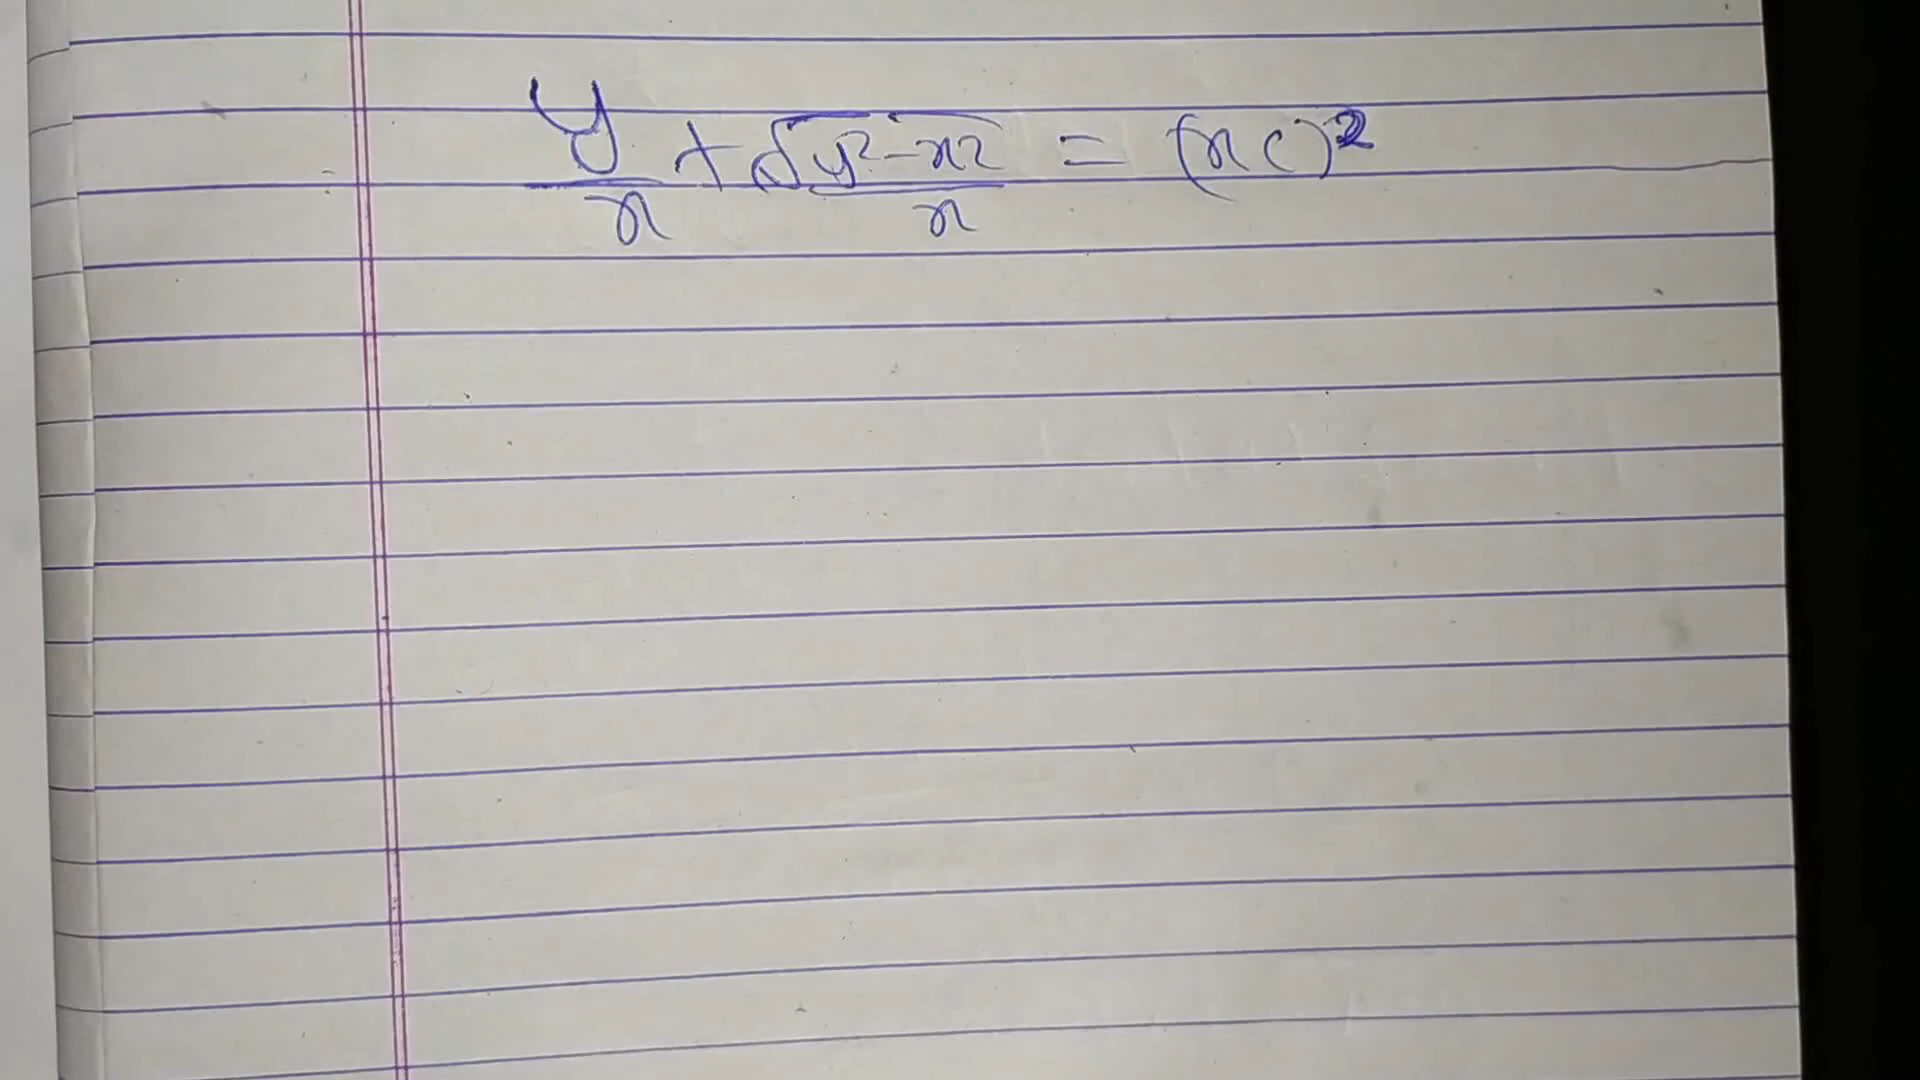 y/x + √(y² - x²)/x = (xc)²